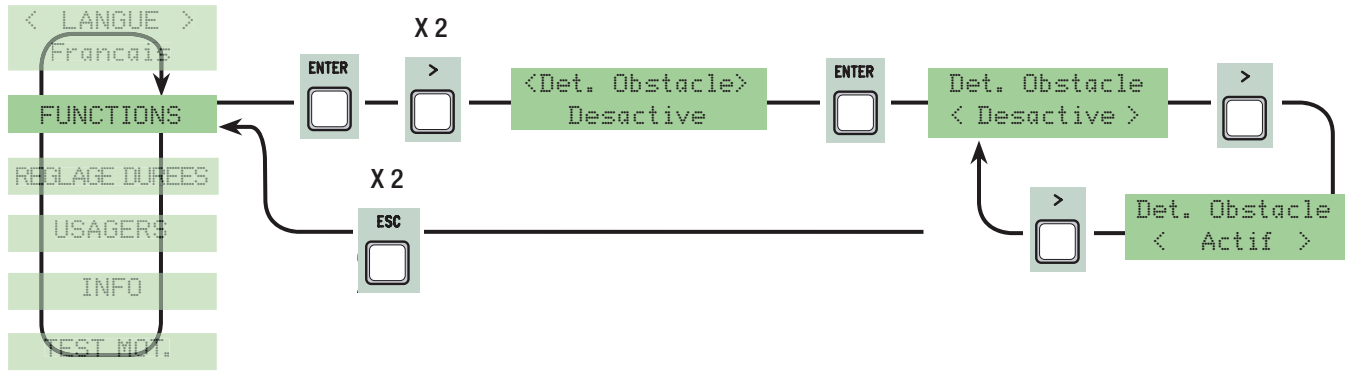 < LANGUE >
Francais
FUNCTIONS
REGLAGE DUREES
USAGERS
INFO
TEST MOT.
ENTER
X 2
>
<Det. Obstacle>
Desactive
ENTER
Det. Obstacle
< Desactive >
>
Det. Obstacle
< Actif >
>
X 2
ESC